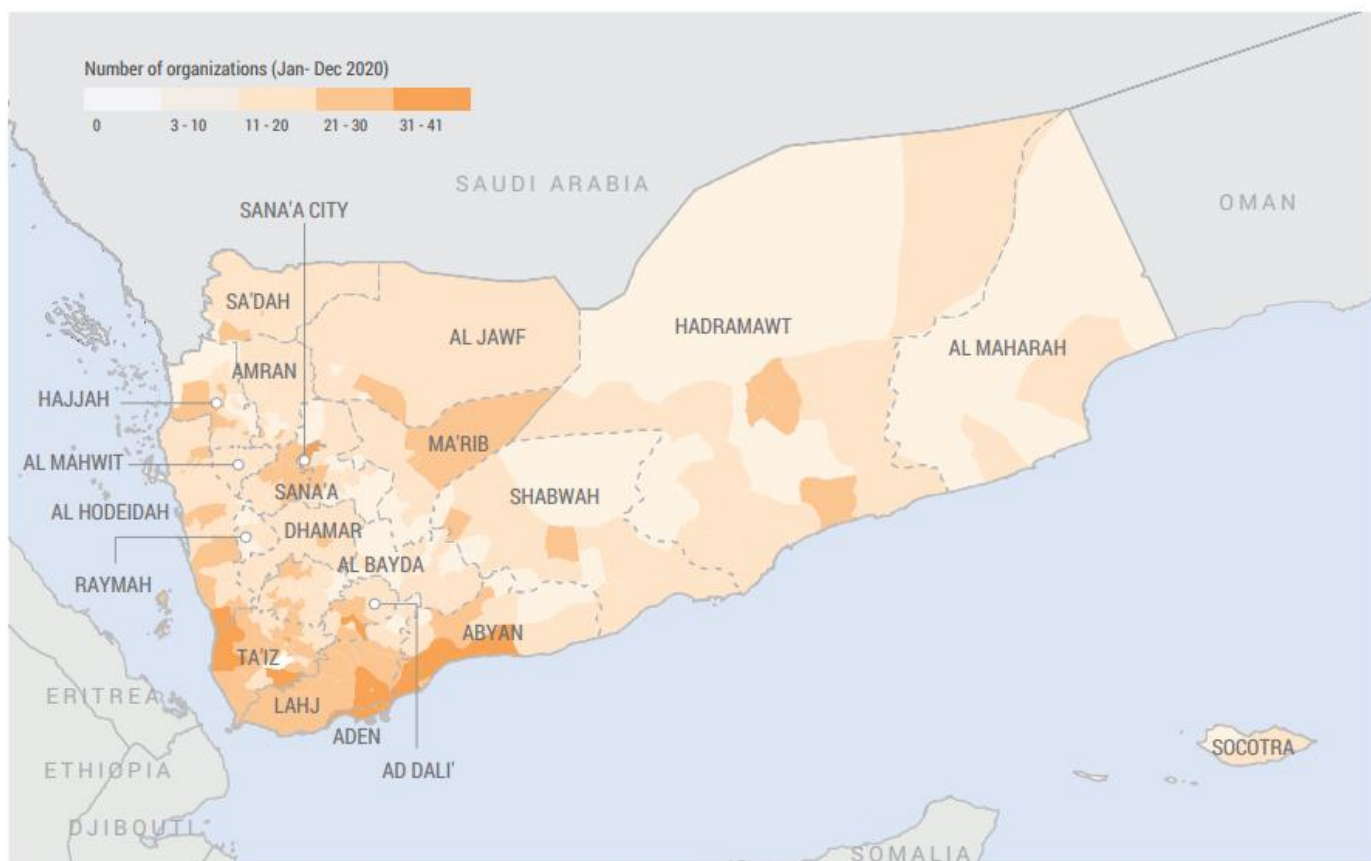 Number of organizations (Jan- Dec 2020)
0 3 - 10 11 - 20 21 - 30 31 - 41
SAUDI ARABIA
OMAN
SANA'A CITY
SA'DAH
AL JAWF
HADRAMAWT
AL MAHARAH
AMRAN
HAJJAH
MA'RIB
AL MAHWIT
SANA'A
SHABWAH
AL HODEIDAH
DHAMAR
AL BAYDA
RAYMAH
ABYAN
TA'IZ
ERITREA
LAHJ
ADEN
SOCOTRA
ETHIOPIA
AD DALI'
DJIBOUTI
SOMALIA